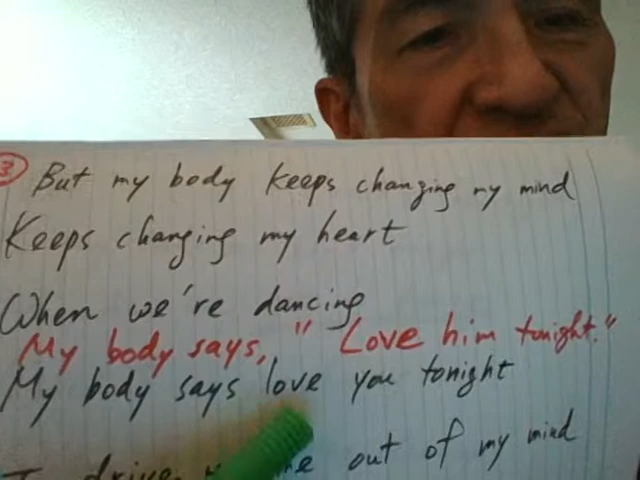 3 But my body keeps changing my mind
Keeps changing my heart
When we're dancing
My body says, "Love him tonight."
My body says love you tonight
I drive out of my mind